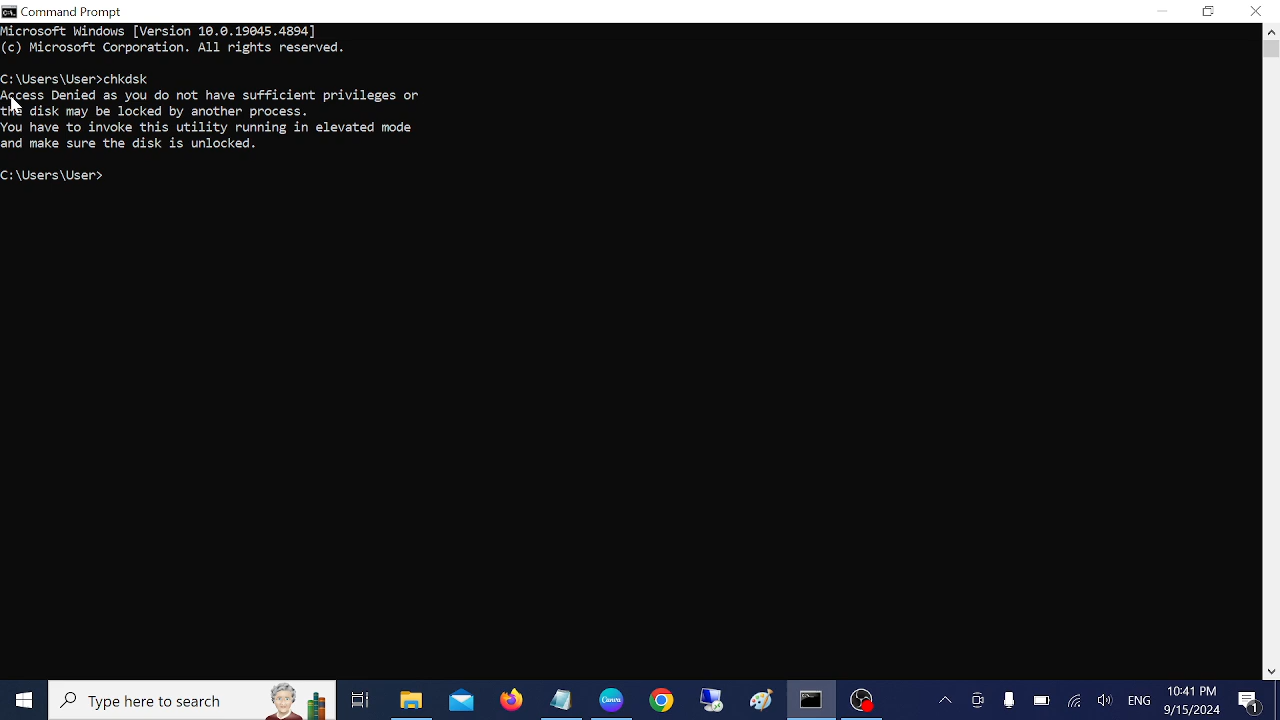 Command Prompt
Microsoft Windows [Version 10.0.19045.4894]
(c) Microsoft Corporation. All rights reserved.
C:\Users\User>chkdsk
Access Denied as you do not have sufficient privileges or
the disk may be locked by another process.
You have to invoke this utility running in elevated mode
and make sure the disk is unlocked.
C:\Users\User>
Type here to search
Canva
ENG
10:41 PM
9/15/2024
1